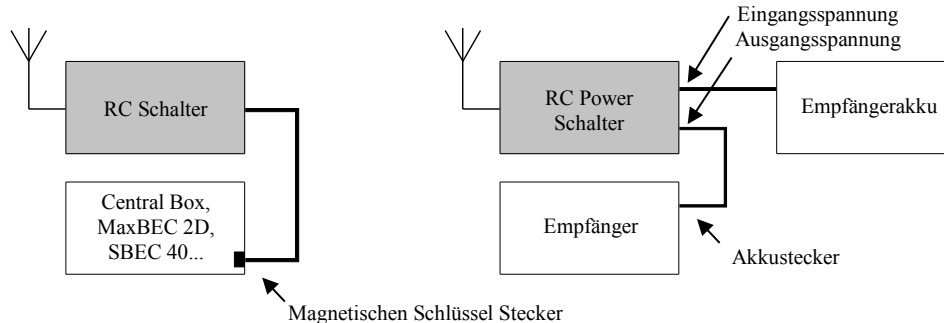 RC Schalter
Central Box,
MaxBEC 2D,
SBEC 40...
Magnetischen Schlüssel Stecker
Eingangsspannung
Ausgangsspannung
RC Power
Schalter
Empfängerakku
Empfänger
Akkustecker